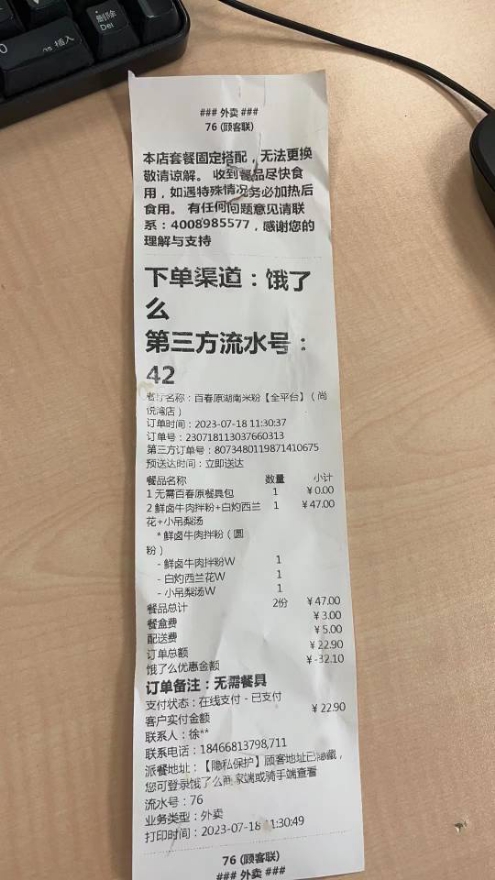 删除
Del
0
插入
### 外卖 ###
76 (顾客联)
本店套餐固定搭配，无法更换
敬请谅解。 收到餐品尽快食
用，如遇特殊情况务必加热后
食用。 有任何问题意见请联
系：4008985577，感谢您的
理解与支持
下单渠道：饿了
么
第三方流水号：
42
餐厅名称：百春原湖南米粉【全平台】（尚
悦湾店）
订单时间：2023-07-18 11:30:37
订单号：230718113037660313
第三方订单号：8073480119871410675
预送达时间：立即送达
餐品名称 数量 小计
1 无需百春原餐具包 1 ￥0.00
2 鲜卤牛肉拌粉+白灼西兰 1 ￥47.00
花+小吊梨汤
* 鲜卤牛肉拌粉（圆
粉）
- 鲜卤牛肉拌粉W 1
- 白灼西兰花W 1
- 小吊梨汤W 1
餐品总计 2份 ￥47.00
餐盒费 ￥3.00
配送费 ￥5.00
订单总额 ￥22.90
饿了么优惠金额 ￥-32.10
订单备注：无需餐具
支付状态：在线支付 - 已支付
客户实付金额 ￥22.90
联系人：徐**
联系电话：18466813798,711
派餐地址：【隐私保护】顾客地址已隐藏，
您可登录饿了么商家端或骑手端查看
流水号：76
业务类型：外卖
打印时间：2023-07-18 11:30:49
76 (顾客联)
### 外卖 ###